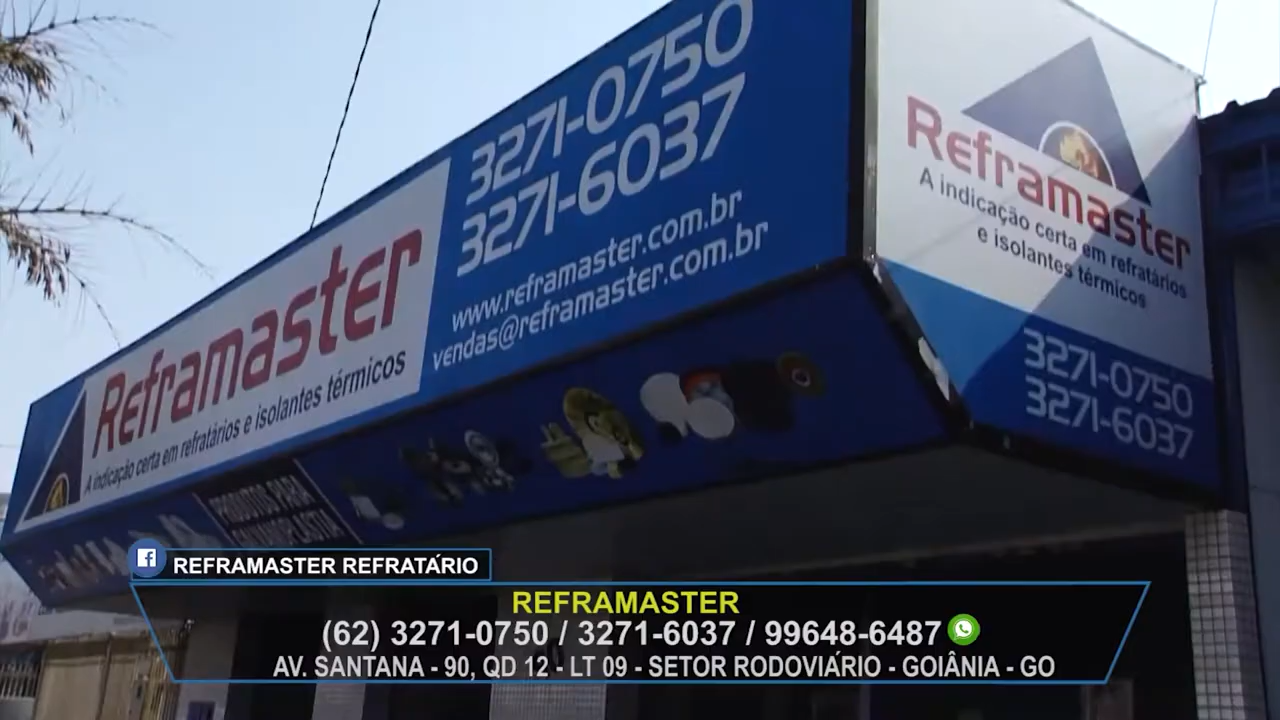 3271-0750
3271-6037
www.reframaster.com.br
vendas@reframaster.com.br
Reframaster
A indicação certa em refratários e isolantes térmicos
PRODUTOS PARA
Reframaster
A indicação certa em refratários
e isolantes térmicos
3271-0750
3271-6037
REFRAMASTER REFRATÁRIO
REFRAMASTER
(62) 3271-0750 / 3271-6037 / 99648-6487
AV. SANTANA - 90, QD 12 - LT 09 - SETOR RODOVIÁRIO - GOIÂNIA - GO